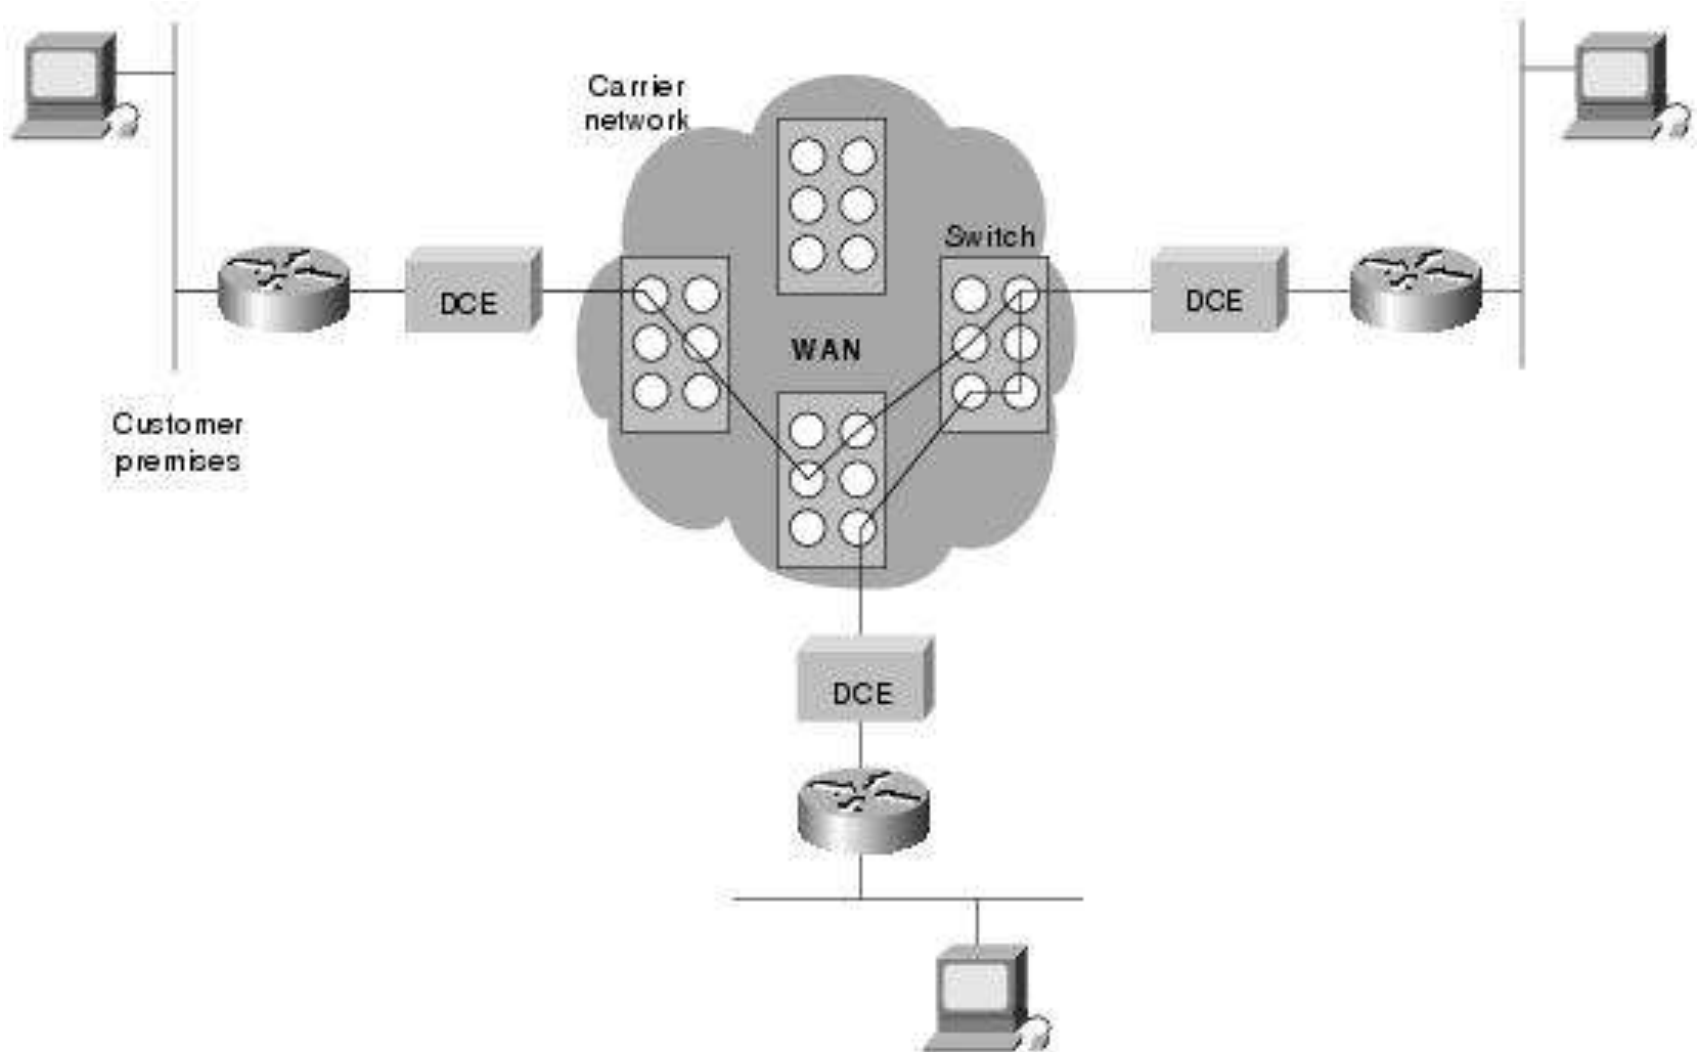 Carrier
network
Switch
DCE
DCE
WAN
Customer
premises
DCE